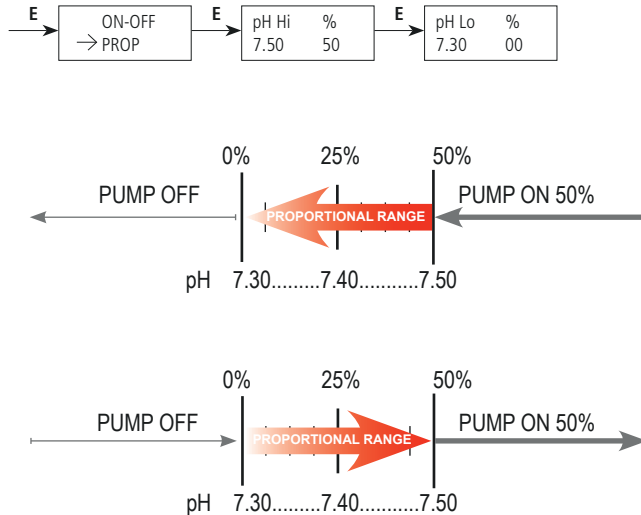 E
ON-OFF
→ PROP
E
pH Hi %
7.50 50
E
pH Lo %
7.30 00
0% 25% 50%
PUMP OFF
PROPORTIONAL RANGE
PUMP ON 50%
pH 7.30.........7.40............7.50
0% 25% 50%
PUMP OFF
PROPORTIONAL RANGE
PUMP ON 50%
pH 7.30.........7.40............7.50